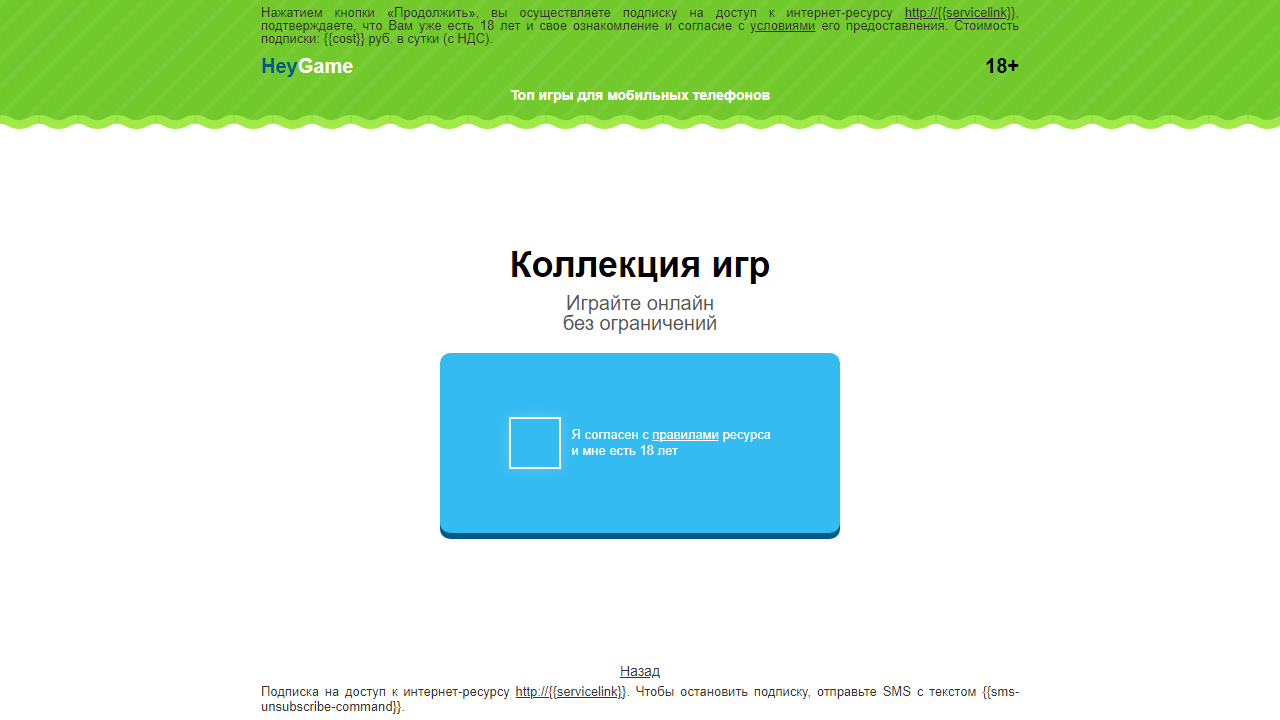 Нажатием кнопки «Продолжить», вы осуществляете подписку на доступ к интернет-ресурсу http://{{servicelink}},
подтверждаете, что Вам уже есть 18 лет и свое ознакомление и согласие с условиями его предоставления. Стоимость
подписки: {{cost}} руб. в сутки (с НДС).
HeyGame 18+
Топ игры для мобильных телефонов
Коллекция игр
Играйте онлайн
без ограничений
Я согласен с правилами ресурса
и мне есть 18 лет
Назад
Подписка на доступ к интернет-ресурсу http://{{servicelink}}. Чтобы остановить подписку, отправьте SMS с текстом {{sms-
unsubscribe-command}}.